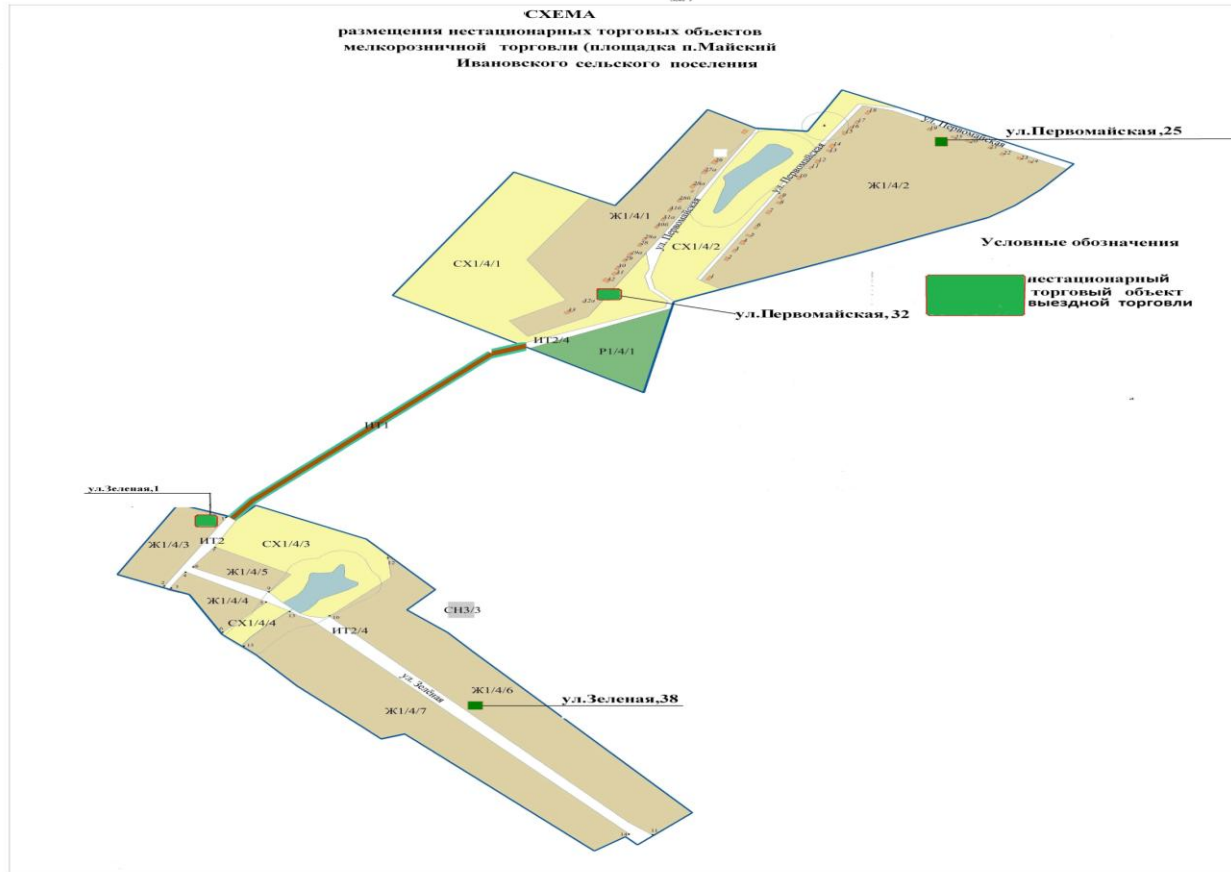 СХЕМА
размещения нестационарных торговых объектов
мелкорозничной торговли (площадка п.Майский
Ивановского сельского поселения
ул.Первомайская
ул.Первомайская,25
ул.Первомайская
Ж1/4/2
Ж1/4/1
ул.Первомайская
СХ1/4/2
Условные обозначения
СХ1/4/1
нестационарный
торговый объект
выездной торговли
ул.Первомайская, 32
ИТ2/4
Р1/4/1
ИТ1
ул.Зеленая,1
ИТ2
СХ1/4/3
Ж1/4/3
Ж1/4/5
Ж1/4/4
СН3/3
СХ1/4/4
ИТ2/4
ул. Зелёная
Ж1/4/6
ул.Зеленая,38
Ж1/4/7